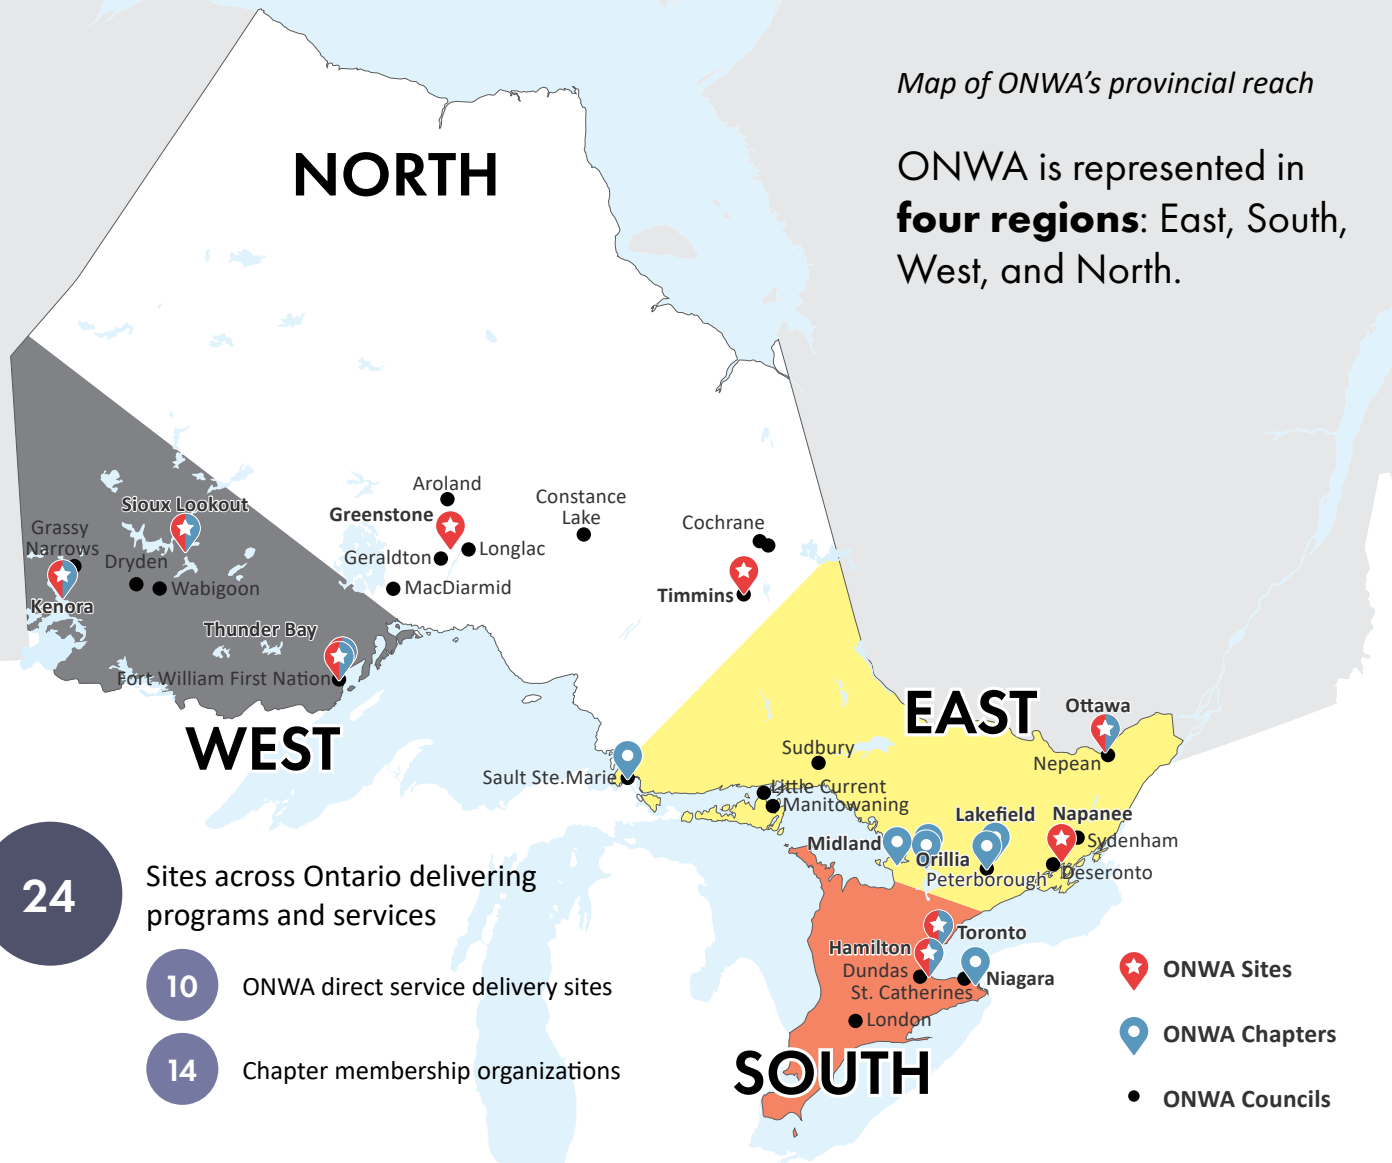 Map of ONWA's provincial reach
ONWA is represented in
four regions: East, South,
West, and North.
NORTH
Aroland
Constance
Lake
Greenstone
Cochrane
Sioux Lookout
Grassy
Narrows
Geraldton
Longlac
Dryden
Wabigoon
MacDiarmid
Timmins
Kenora
Thunder Bay
Fort William First Nation
WEST
EAST
Ottawa
Nepean
Sudbury
Sault Ste.Marie
Little Current
Manitowaning
Lakefield
Napanee
Midland
Sydenham
Orillia
Peterborough
Deseronto
24
Sites across Ontario delivering
programs and services
10
ONWA direct service delivery sites
14
Chapter membership organizations
Toronto
Hamilton
Dundas
Niagara
St. Catherines
London
SOUTH
ONWA Sites
ONWA Chapters
ONWA Councils